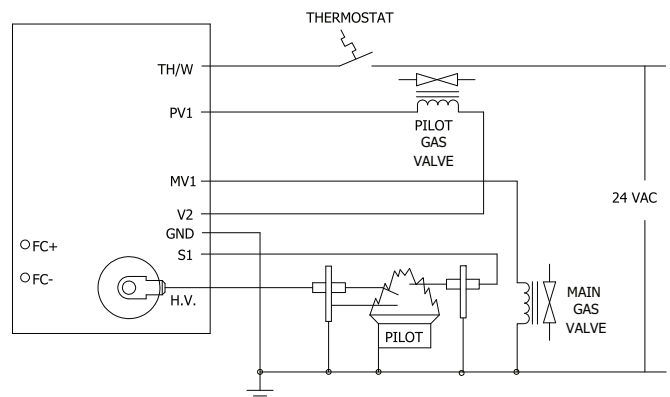 THERMOSTAT
TH/W
PV1
PILOT
GAS
VALVE
MV1
24 VAC
V2
GND
FC+
S1
FC-
H.V.
MAIN
GAS
VALVE
PILOT